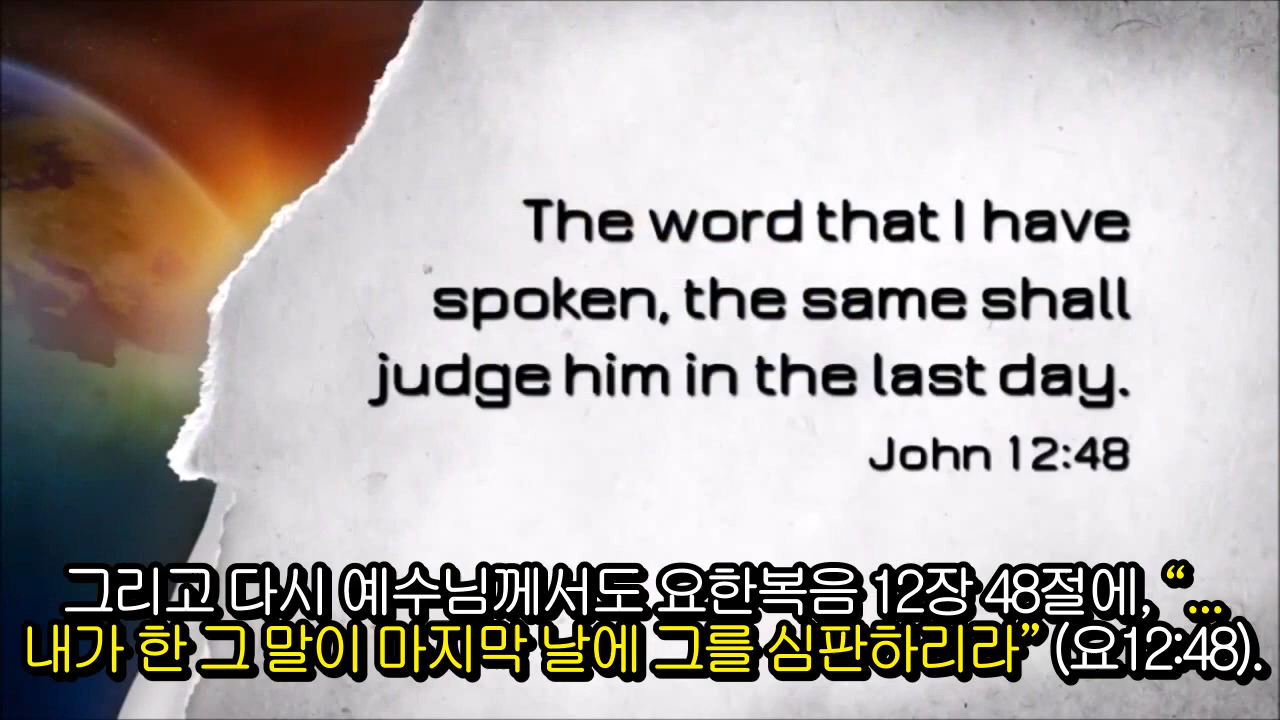 The word that I have
spoken, the same shall
judge him in the last day.
John 12:48
그리고 다시 예수님께서도 요한복음 12장 48절에, “...
내가 한 그 말이 마지막 날에 그를 심판하리라” (요12:48).